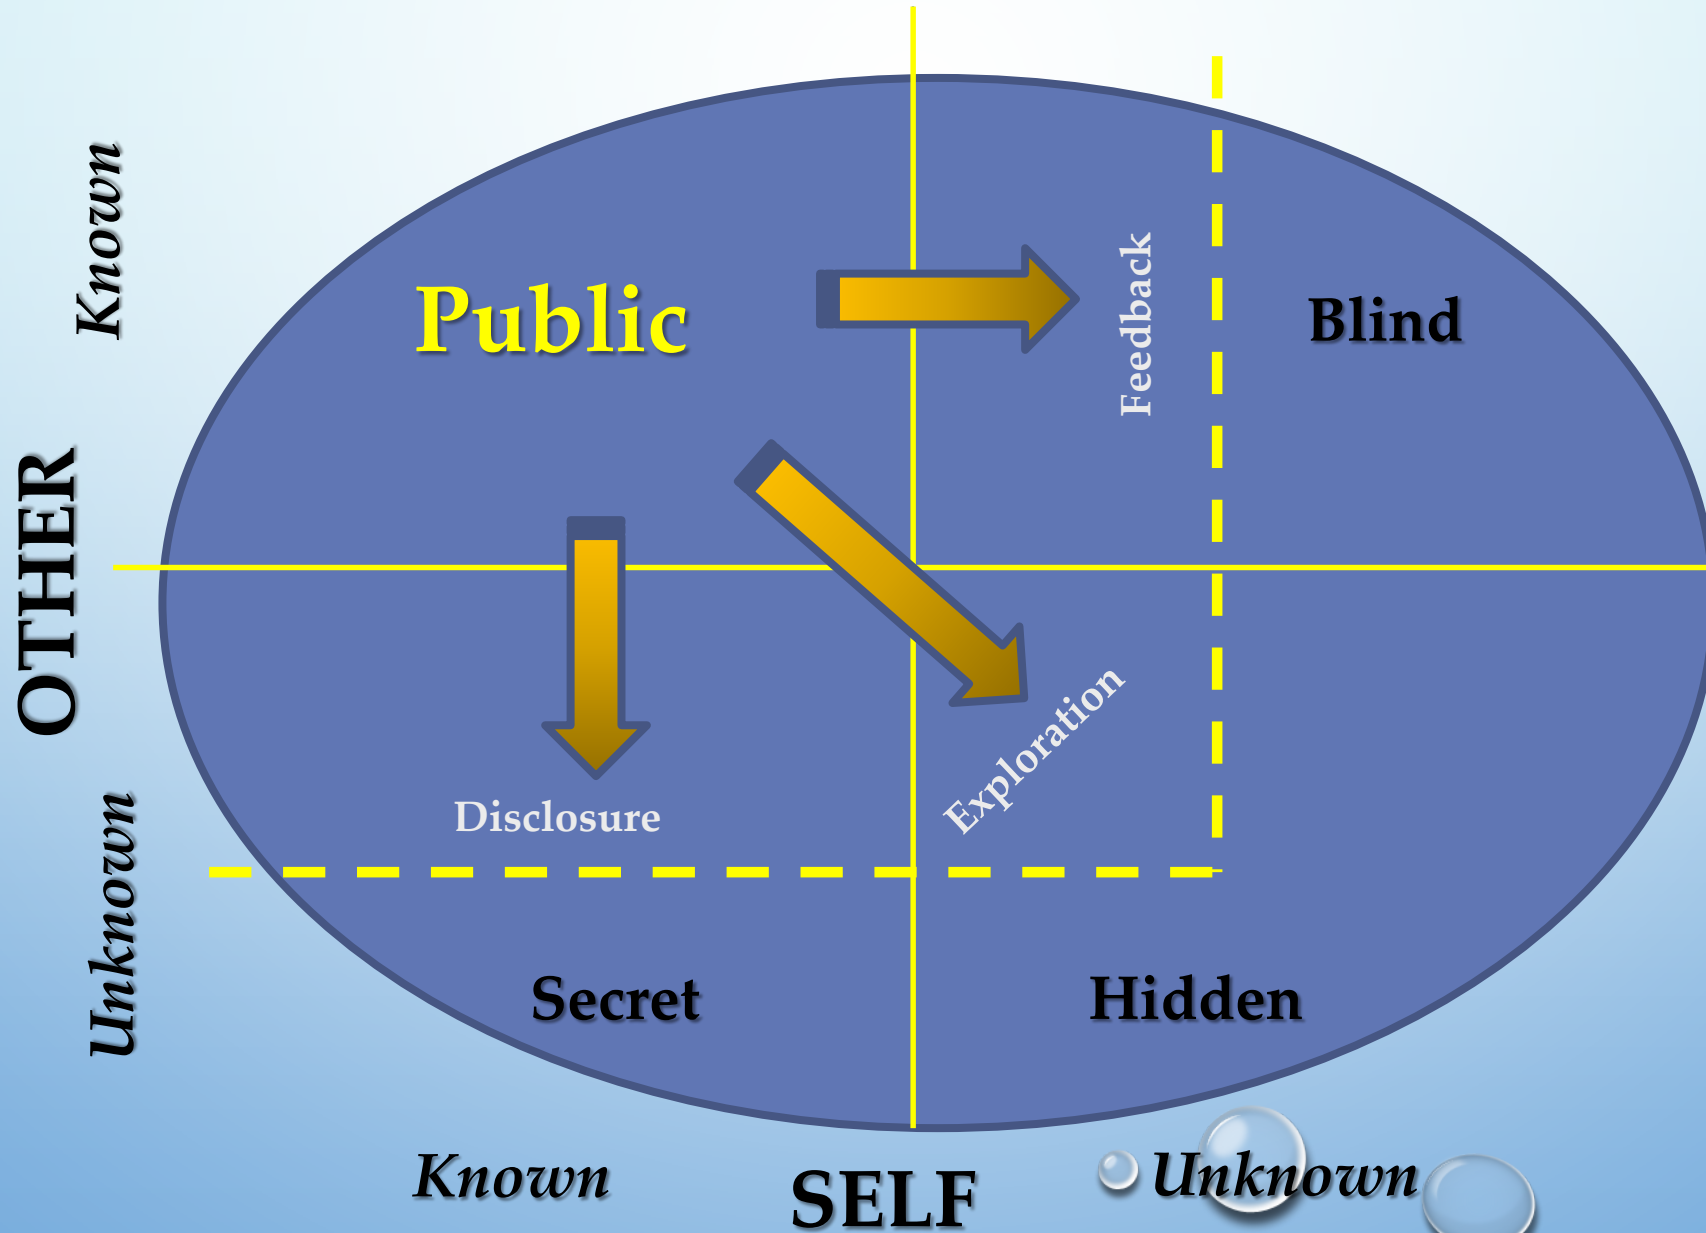 Known
Public
Feedback
Blind
OTHER
Exploration
Disclosure
Unknown
Secret
Hidden
Known
SELF
Unknown